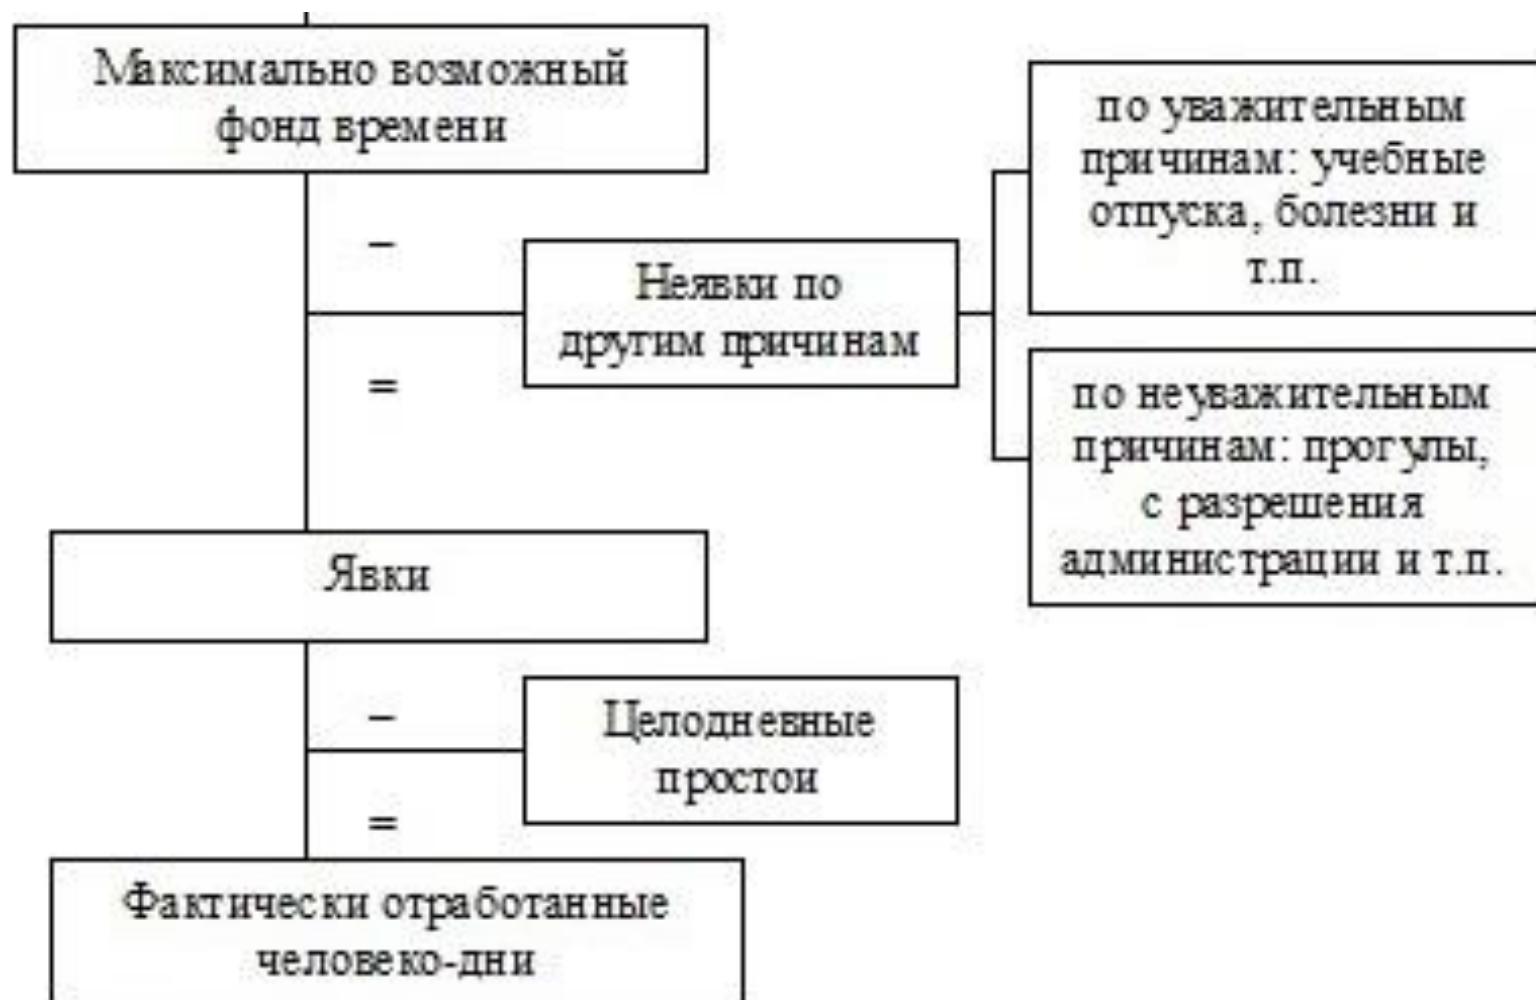 Максимально возможный
фонд времени
по уважительным
причинам: учебные
отпуска, болезни и
т.п.
–
Неявки по
другим причинам
=
по неуважительным
причинам: прогулы,
с разрешения
администрации и т.п.
Явки
–
Целодневные
простои
=
Фактически отработанные
человеко-дни